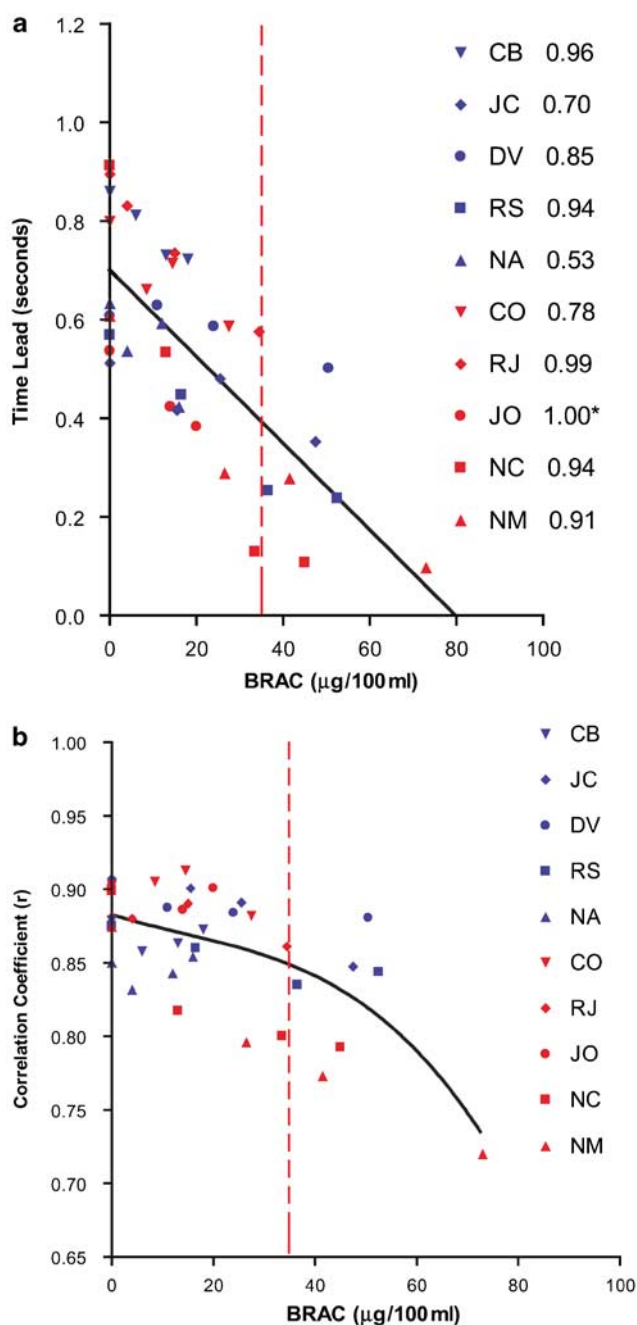 a
Time Lead (seconds)
1.2
1.0
0.8
0.6
0.4
0.2
0.0
0 20 40 60 80 100
BRAC (μg/100ml)
CB 0.96
JC 0.70
DV 0.85
RS 0.94
NA 0.53
CO 0.78
RJ 0.99
JO 1.00*
NC 0.94
NM 0.91
b
Correlation Coefficient (r)
1.00
0.95
0.90
0.85
0.80
0.75
0.70
0.65
0 20 40 60 80 100
BRAC (μg/100ml)
CB
JC
DV
RS
NA
CO
RJ
JO
NC
NM